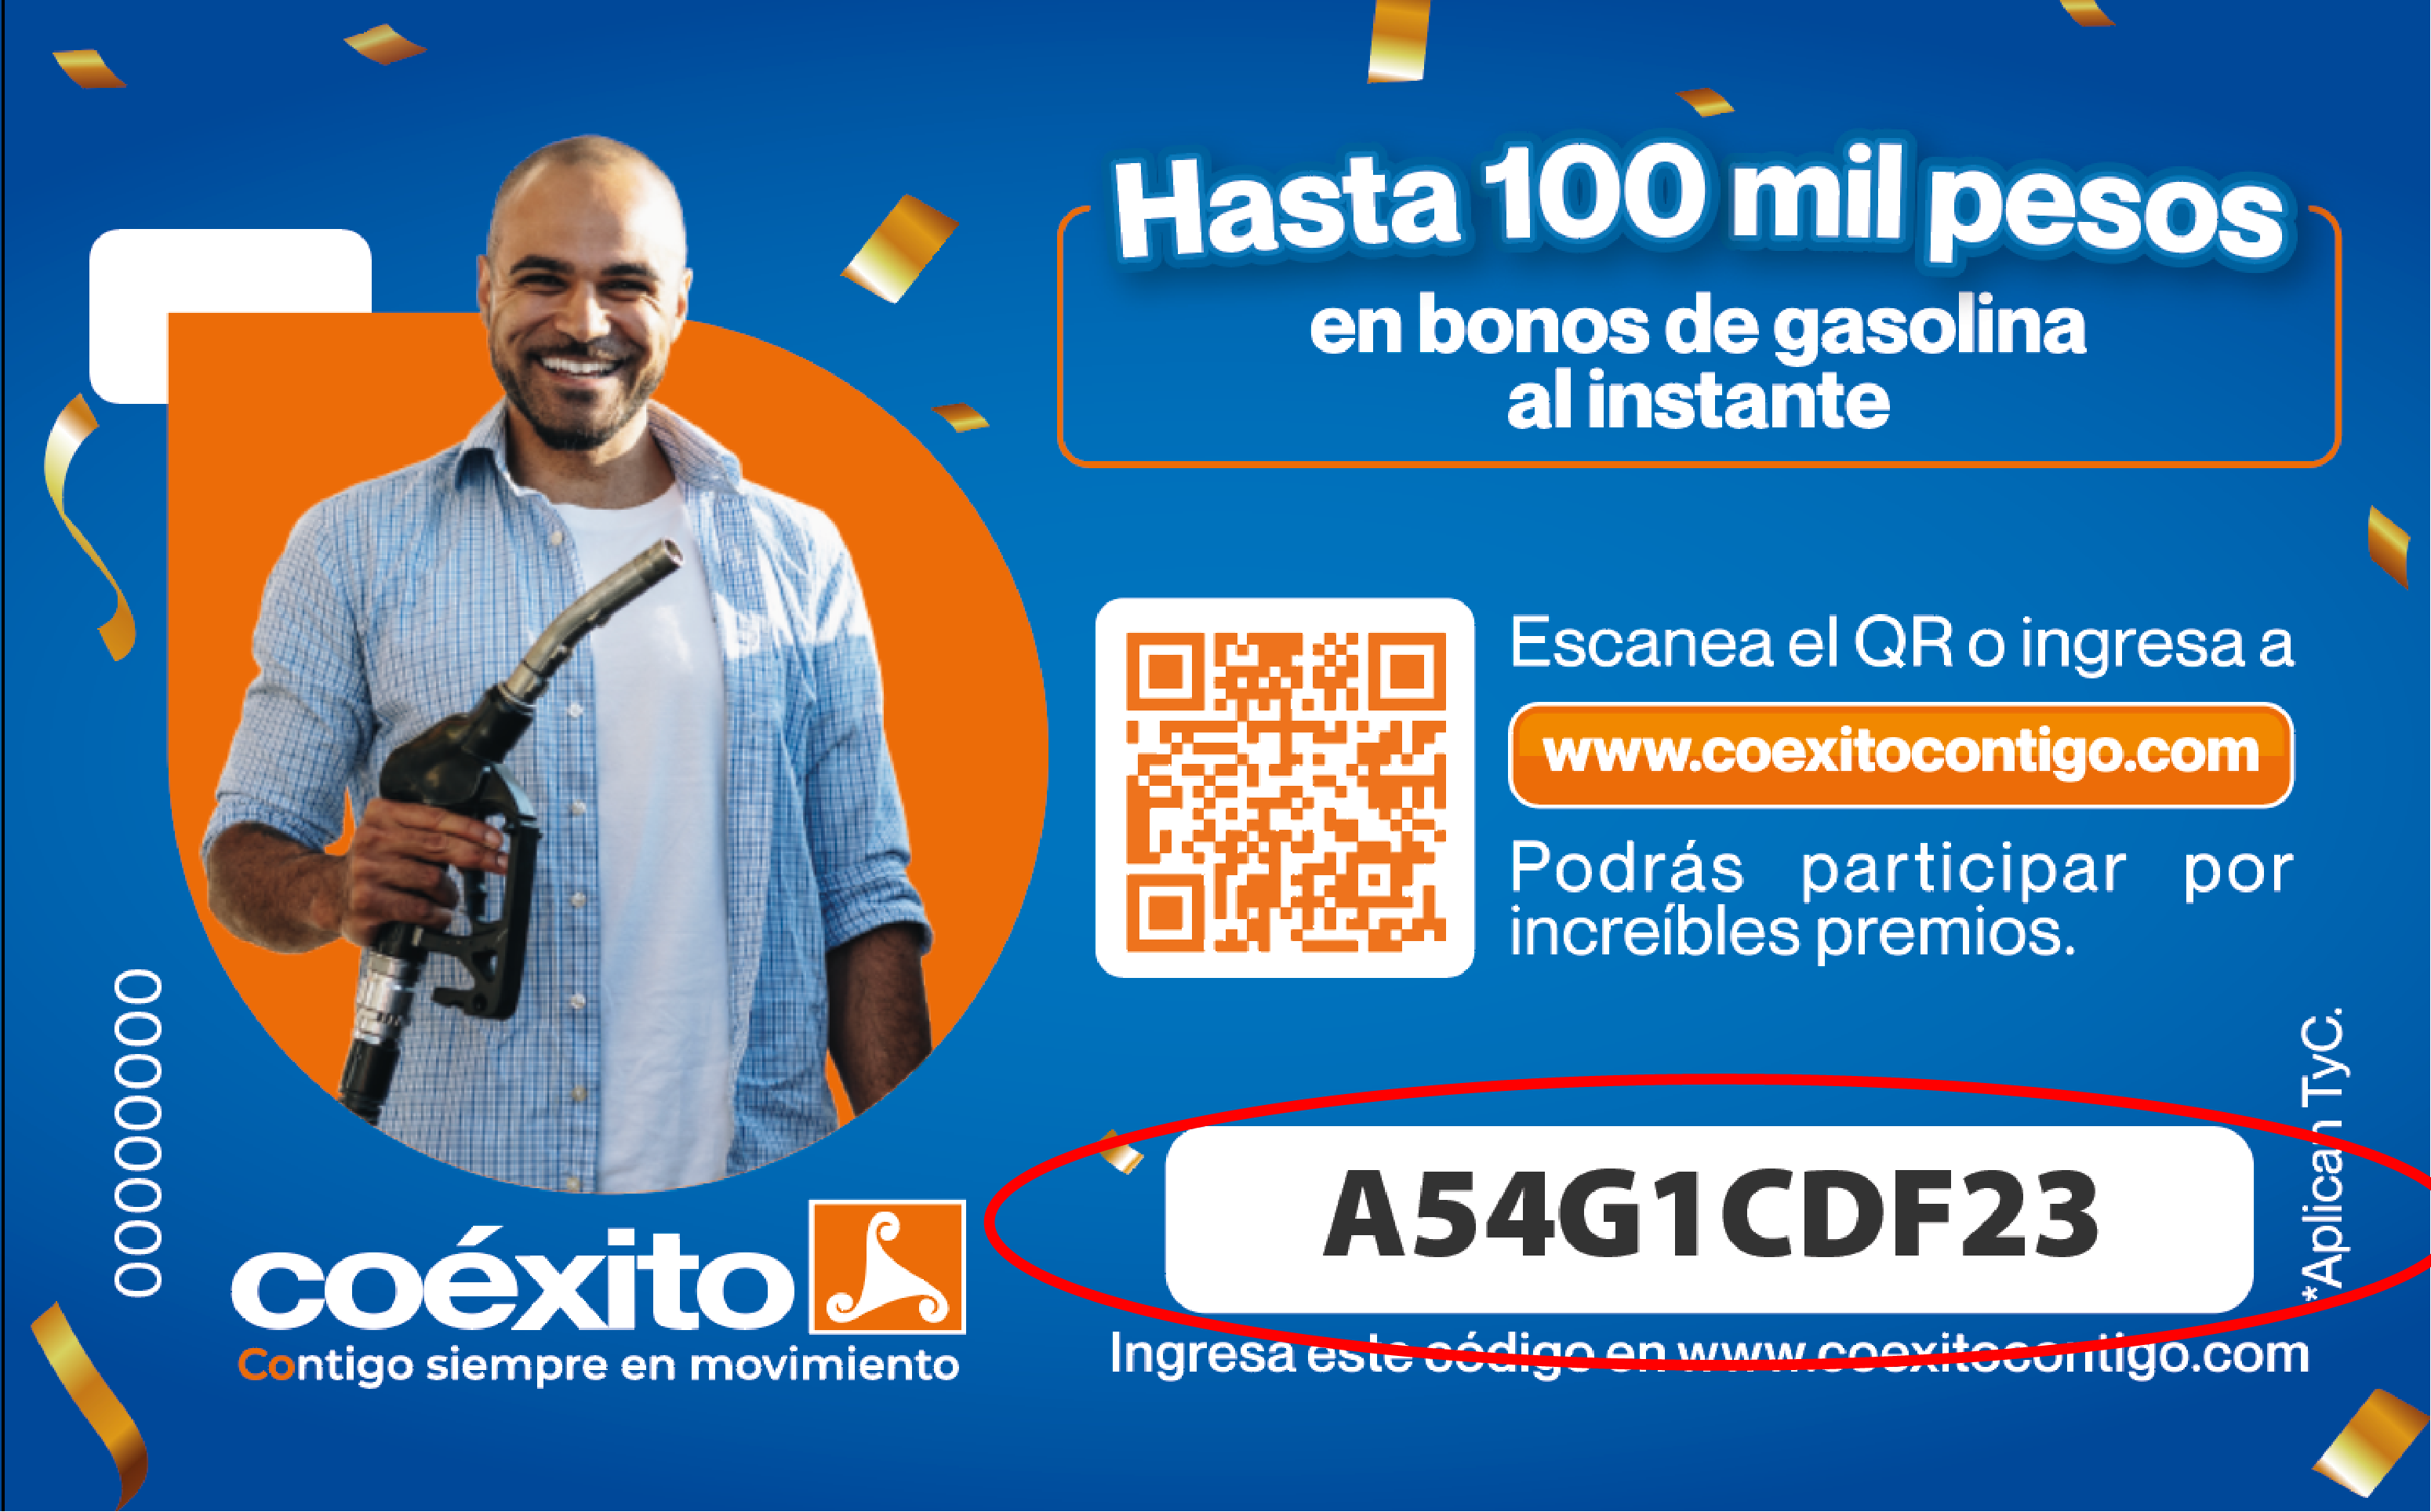 Hasta 100 mil pesos
en bonos de gasolina
al instante
Escanea el QR o ingresa a
www.coexitocontigo.com
Podrás participar por
increíbles premios.
00000000
*Aplican TyC.
A54G1CDF23
Ingresa este código en www.coexitocontigo.com
coéxito
Contigo siempre en movimiento